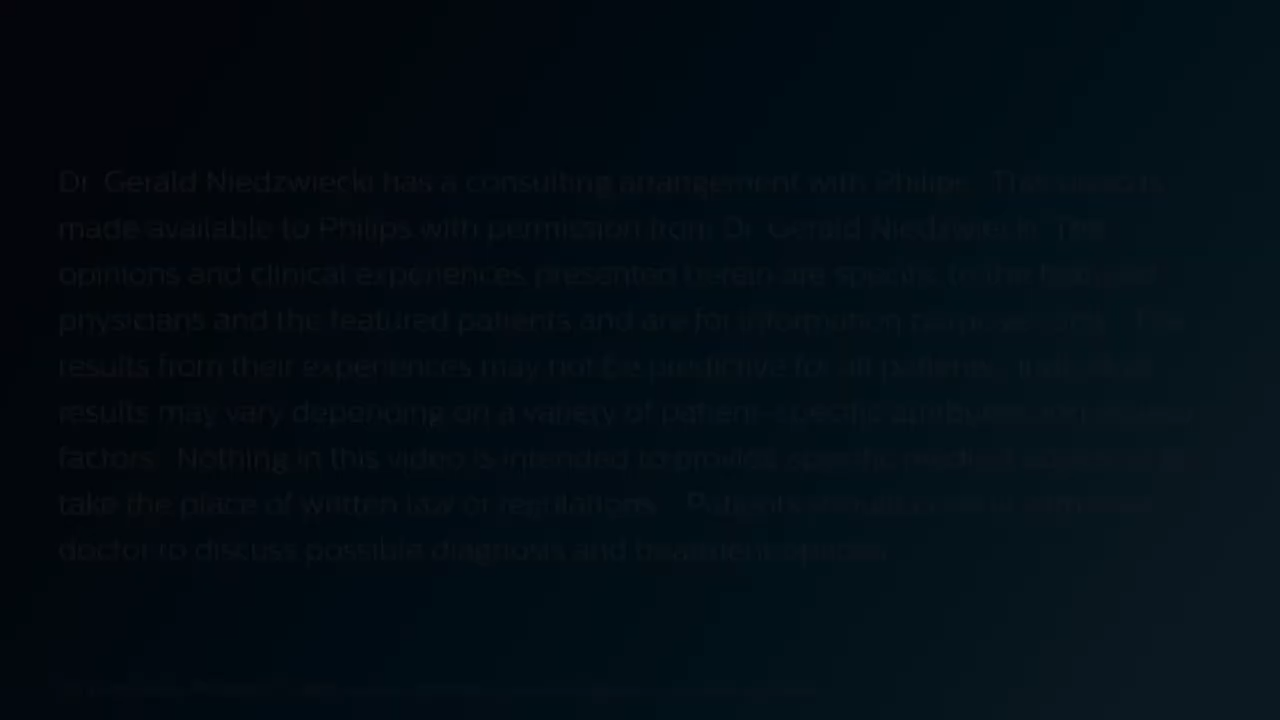 Dr. Gerald Niedzwiecki has a consulting arrangement with Philips. This video is
made available to Philips with permission from Dr. Gerald Niedzwiecki. The
opinions and clinical experiences presented herein are specific to the featured
physicians and the featured patients and are for information purposes only. The
results from their experiences may not be predictive for all patients. Individual
results may vary depending on a variety of patient-specific attributes and related
factors. Nothing in this video is intended to provide specific medical advice or to
take the place of written law or regulations. Patients should consult with their
doctor to discuss possible diagnosis and treatment options.